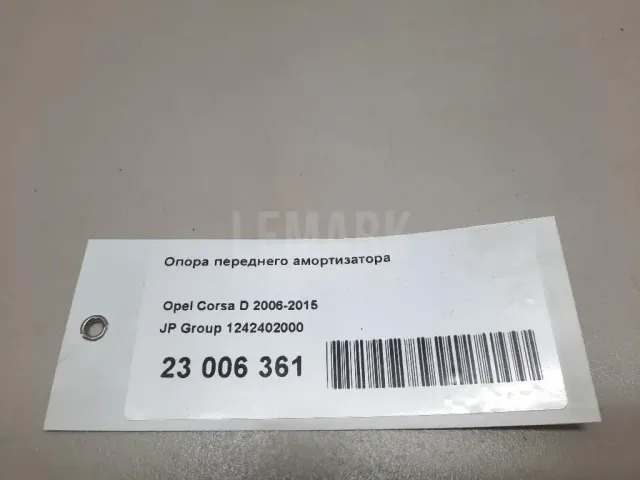 LEMARK
Опора переднего амортизатора
Opel Corsa D 2006-2015
JP Group 1242402000
23 006 361